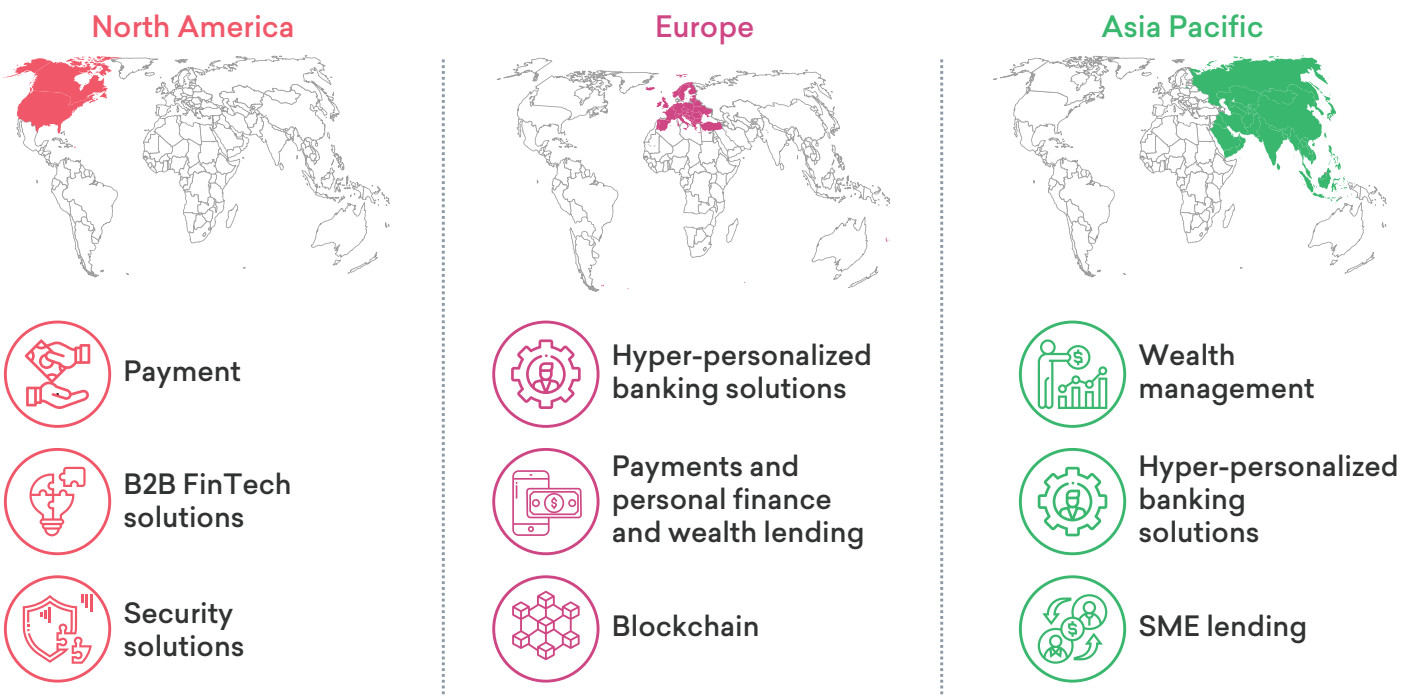 North America
Payment
B2B FinTech
solutions
Security
solutions
Europe
Hyper-personalized
banking solutions
Payments and
personal finance
and wealth lending
Blockchain
Asia Pacific
Wealth
management
Hyper-personalized
banking
solutions
SME lending